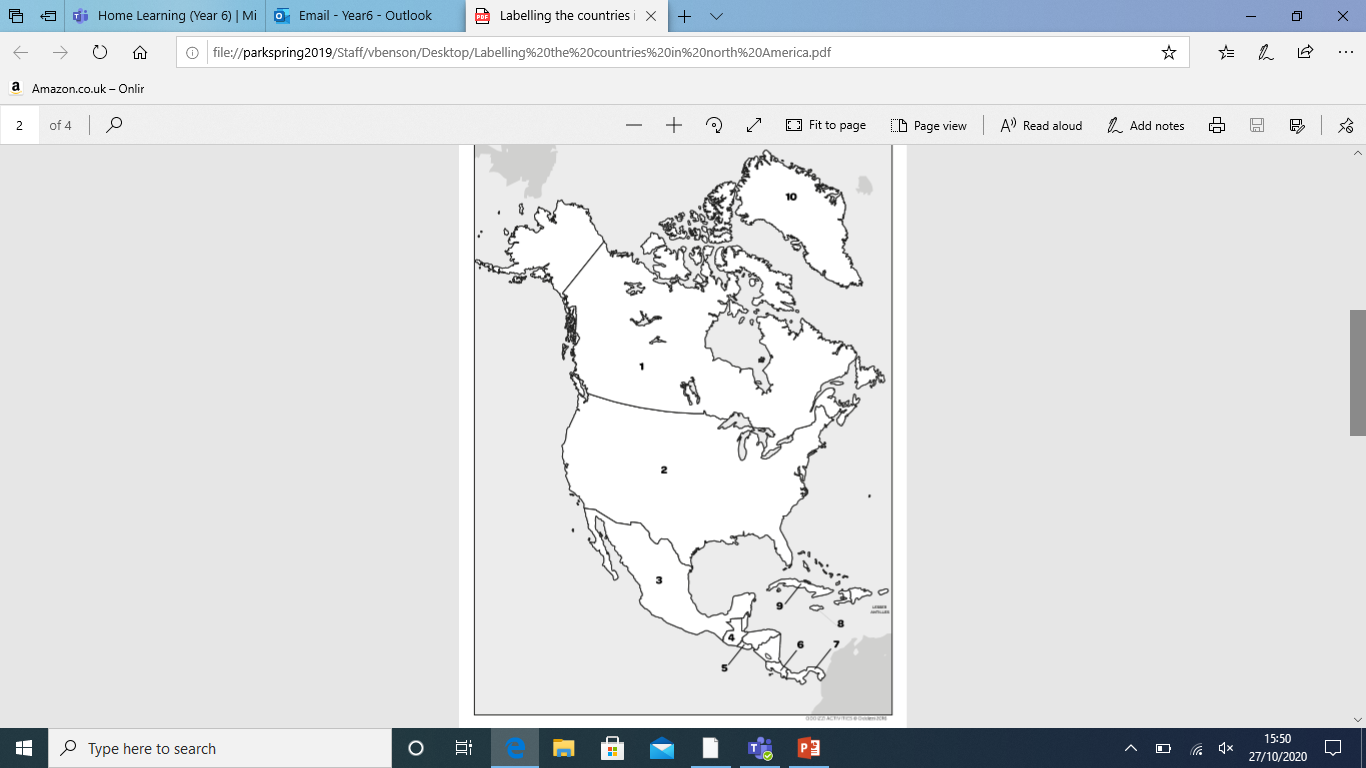 Home Learning (Year 6) | Mi
Email - Year6 - Outlook
PDF
Labelling the countries i
file://parkspring2019/Staff/vbenson/Desktop/Labelling%20the%20countries%20in%20north%20America.pdf
a
Amazon.co.uk – Onlir
2
of 4
Fit to page
Page view
Read aloud
Add notes
10
1
2
3
9
8
4
6
7
5
LESSER
ANTILLES
Type here to search
15:50
27/10/2020